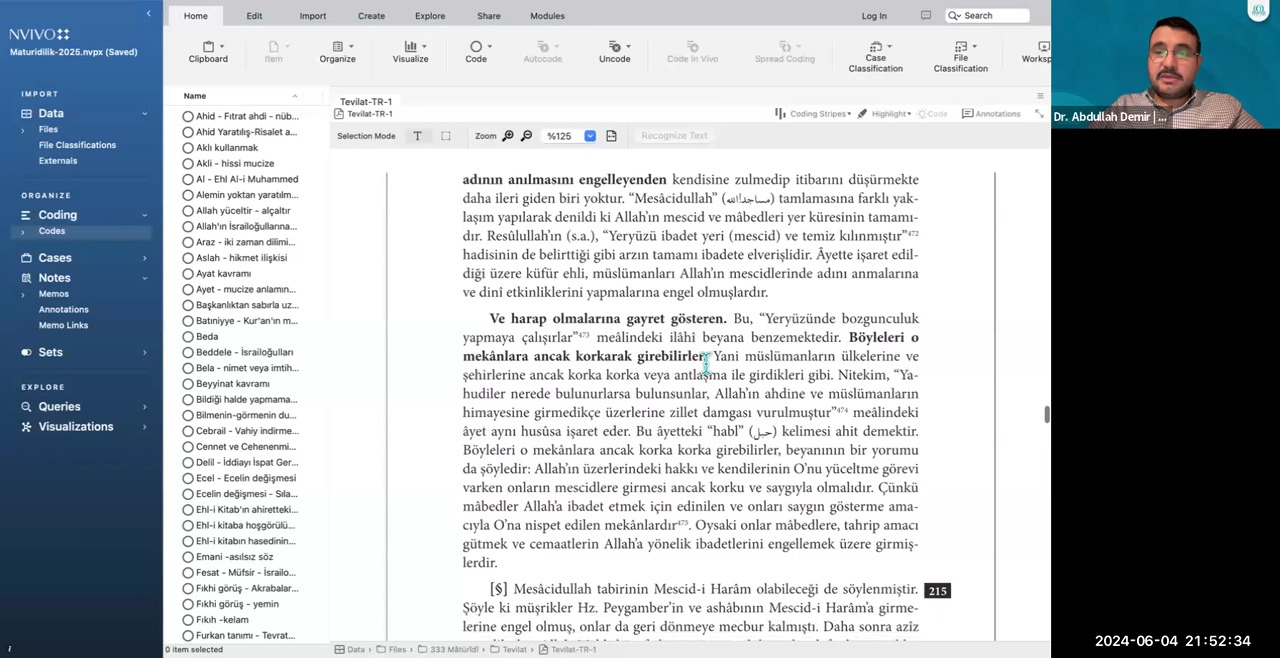 Home
Edit
Import
Create
Explore
Share
Modules
Log In
Search
NVIVO
Maturidilik-2025.nvpx (Saved)
Clipboard
Item
Organize
Visualize
Code
Autocode
Uncode
Code In Vivo
Spread Coding
Case Classification
File Classification
Worksp
Dr. Abdullah Demir |...
IMPORT
Data
Files
File Classifications
Externals
ORGANIZE
Coding
Codes
Cases
Notes
Memos
Annotations
Memo Links
Sets
EXPLORE
Queries
Visualizations
Name
Ahid - Fıtrat ahdi - nüb...
Ahid Yaratılış-Risalet a...
Aklı kullanmak
Akli - hissi mucize
Al - Ehl Al-i Muhammed
Alemin yoktan yaratılm...
Allah yüceltir - alçaltır
Allah'ın İsrailoğullarına...
Araz - iki zaman dilimi...
Aslah - hikmet ilişkisi
Ayat kavramı
Ayet - mucize anlamın...
Başkanlıktan sabırla uz...
Batıniyye - Kur'an'ın m...
Beda
Beddele - İsrailoğulları
Bela - nimet veya imtih...
Beyyinat kavramı
Bildiği halde yapmama...
Bilmenin-görmenin du...
Cebrail - Vahiy indirme...
Cennet ve Cehenenmi...
Delil - İddiayı İspat Ger...
Ecel - Ecelin değişmesi
Ecelin değişmesi - Sıla...
Ehl-i Kitab'ın ahiretteki...
Ehl-i kitaba hoşgörülü...
Ehl-i kitabın hasedinin...
Emani -asılsız söz
Fesat - Müfsir - İsrailo...
Fıkhi görüş - Akrabalar...
Fıkhi görüş - yemin
Fıkıh -kelam
Furkan tanımı - Tevrat...
0 item selected
Tevilat-TR-1
Tevilat-TR-1
Coding Stripes
Highlight
Code
Annotations
Selection Mode
T
Zoom
%125
Recognize Text
adının anılmasını engelleyenden kendisine zulmedip itibarını düşürmekte
daha ileri giden biri yoktur. “Mesâcidullah” (مساجد الله) tamlamasına farklı yak-
laşım yapılarak denildi ki Allah’ın mescid ve mâbedleri yer küresinin tamamı-
dır. Resûlullah’ın (s.a.), “Yeryüzü ibadet yeri (mescid) ve temiz kılınmıştır”472
hadisinin de belirttiği gibi arzın tamamı ibadete elverişlidir. Âyette işaret edil-
diği üzere küfür ehli, müslümanları Allah’ın mescidlerinde adını anmalarına
ve dinî etkinliklerini yapmalarına engel olmuşlardır.
Ve harap olmalarına gayret gösteren. Bu, “Yeryüzünde bozgunculuk
yapmaya çalışırlar”473 meâlindeki ilâhî beyana benzemektedir. Böyleleri o
mekânlara ancak korkarak girebilirler. Yani müslümanların ülkelerine ve
şehirlerine ancak korka korka veya antlaşma ile girdikleri gibi. Nitekim, “Ya-
hudiler nerede bulunurlarsa bulunsunlar, Allah’ın ahdine ve müslümanların
himayesine girmedikçe üzerlerine zillet damgası vurulmuştur”474 meâlindeki
âyet aynı husûsa işaret eder. Bu âyetteki “habl” (حبل) kelimesi ahit demektir.
Böyleleri o mekânlara ancak korka korka girebilirler, beyanının bir yorumu
da şöyledir: Allah’ın üzerlerindeki hakkı ve kendilerinin O’nu yüceltme görevi
varken onların mescidlere girmesi ancak korku ve saygıyla olmalıdır. Çünkü
mâbedler Allah’a ibadet etmek için edinilen ve onları saygın gösterme ama-
cıyla O’na nispet edilen mekânlardır475. Oysaki onlar mâbedlere, tahrip amacı
gütmek ve cemaatlerin Allah’a yönelik ibadetlerini engellemek üzere girmiş-
lerdir.
[§] Mesâcidullah tabirinin Mescid-i Harâm olabileceği de söylenmiştir. 215
Şöyle ki müşrikler Hz. Peygamber’in ve ashâbının Mescid-i Harâm’a girme-
lerine engel olmuş, onlar da geri dönmeye mecbur kalmıştı. Daha sonra azîz
Data
Files
333 Mâtürîdî
Tevilat
Tevilat-TR-1
2024-06-04 21:52:34